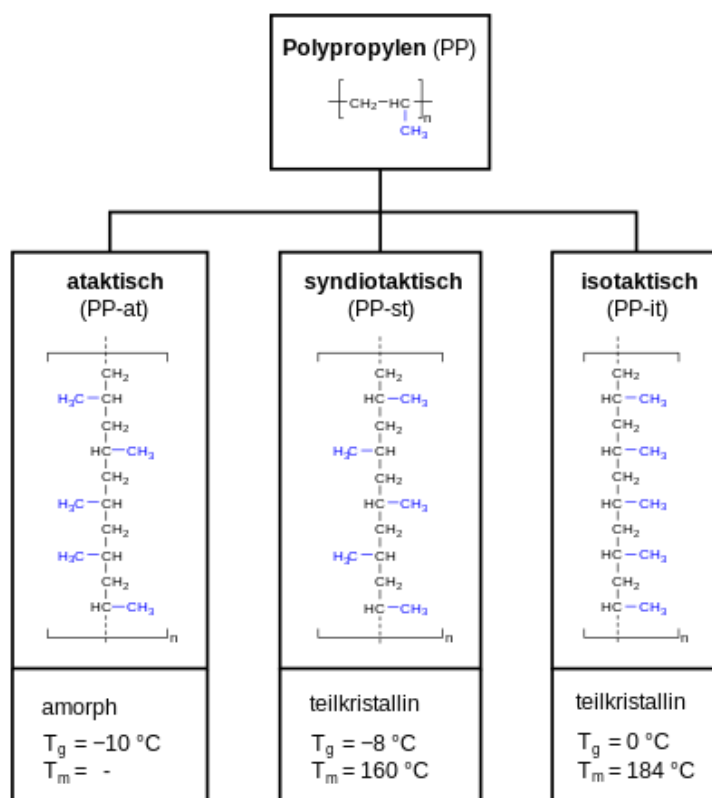 Polypropylen (PP)
CH₂ HC n
CH₃
ataktisch
(PP-at)
CH₂
H₃C CH
CH₂
HC CH₃
CH₂
H₃C CH
CH₂
H₃C CH
CH₂
HC CH₃
n
amorph
Tg = −10 °C
Tm = -
syndiotaktisch
(PP-st)
CH₂
HC CH₃
CH₂
H₃C CH
CH₂
HC CH₃
CH₂
H₃C CH
CH₂
HC CH₃
n
teilkristallin
Tg = −8 °C
Tm = 160 °C
isotaktisch
(PP-it)
CH₂
HC CH₃
CH₂
HC CH₃
CH₂
HC CH₃
CH₂
HC CH₃
CH₂
HC CH₃
n
teilkristallin
Tg = 0 °C
Tm = 184 °C